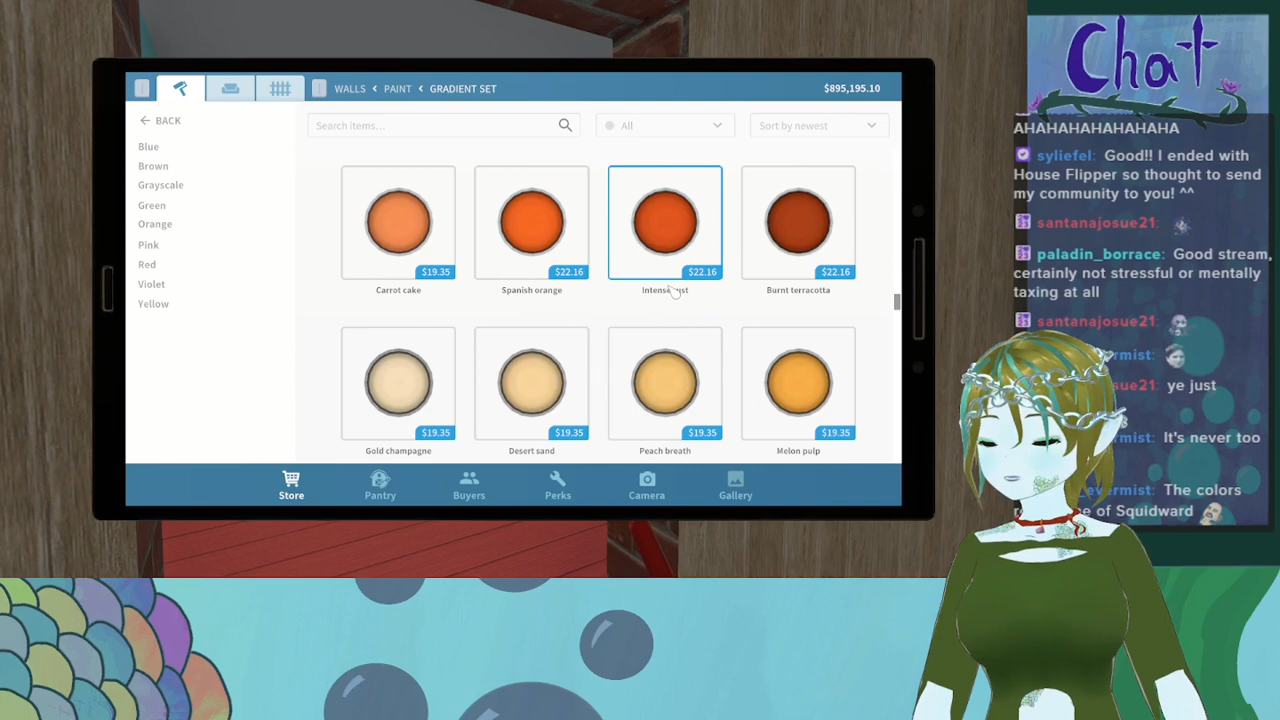 WALLS < PAINT < GRADIENT SET
$895,195.10
BACK
Search items...
All
Sort by newest
Blue
Brown
Grayscale
Green
Orange
Pink
Red
Violet
Yellow
$19.35
$22.16
$22.16
$22.16
Carrot cake
Spanish orange
Burnt terracotta
$19.35
$19.35
$19.35
$19.35
Gold champagne
Desert sand
Peach breath
Melon pulp
Store
Pantry
Buyers
Perks
Camera
Gallery
Chat
AHAHAHAHAHAHA
syliefel: Good!! I ended with
House Flipper so thought to send
my community to you! ^^
santanajosue21:
paladin_borrace: Good stream,
certainly not stressful or mentally
taxing at all
santanajosue21:
ye just
It's never too
The colors
of Squidward